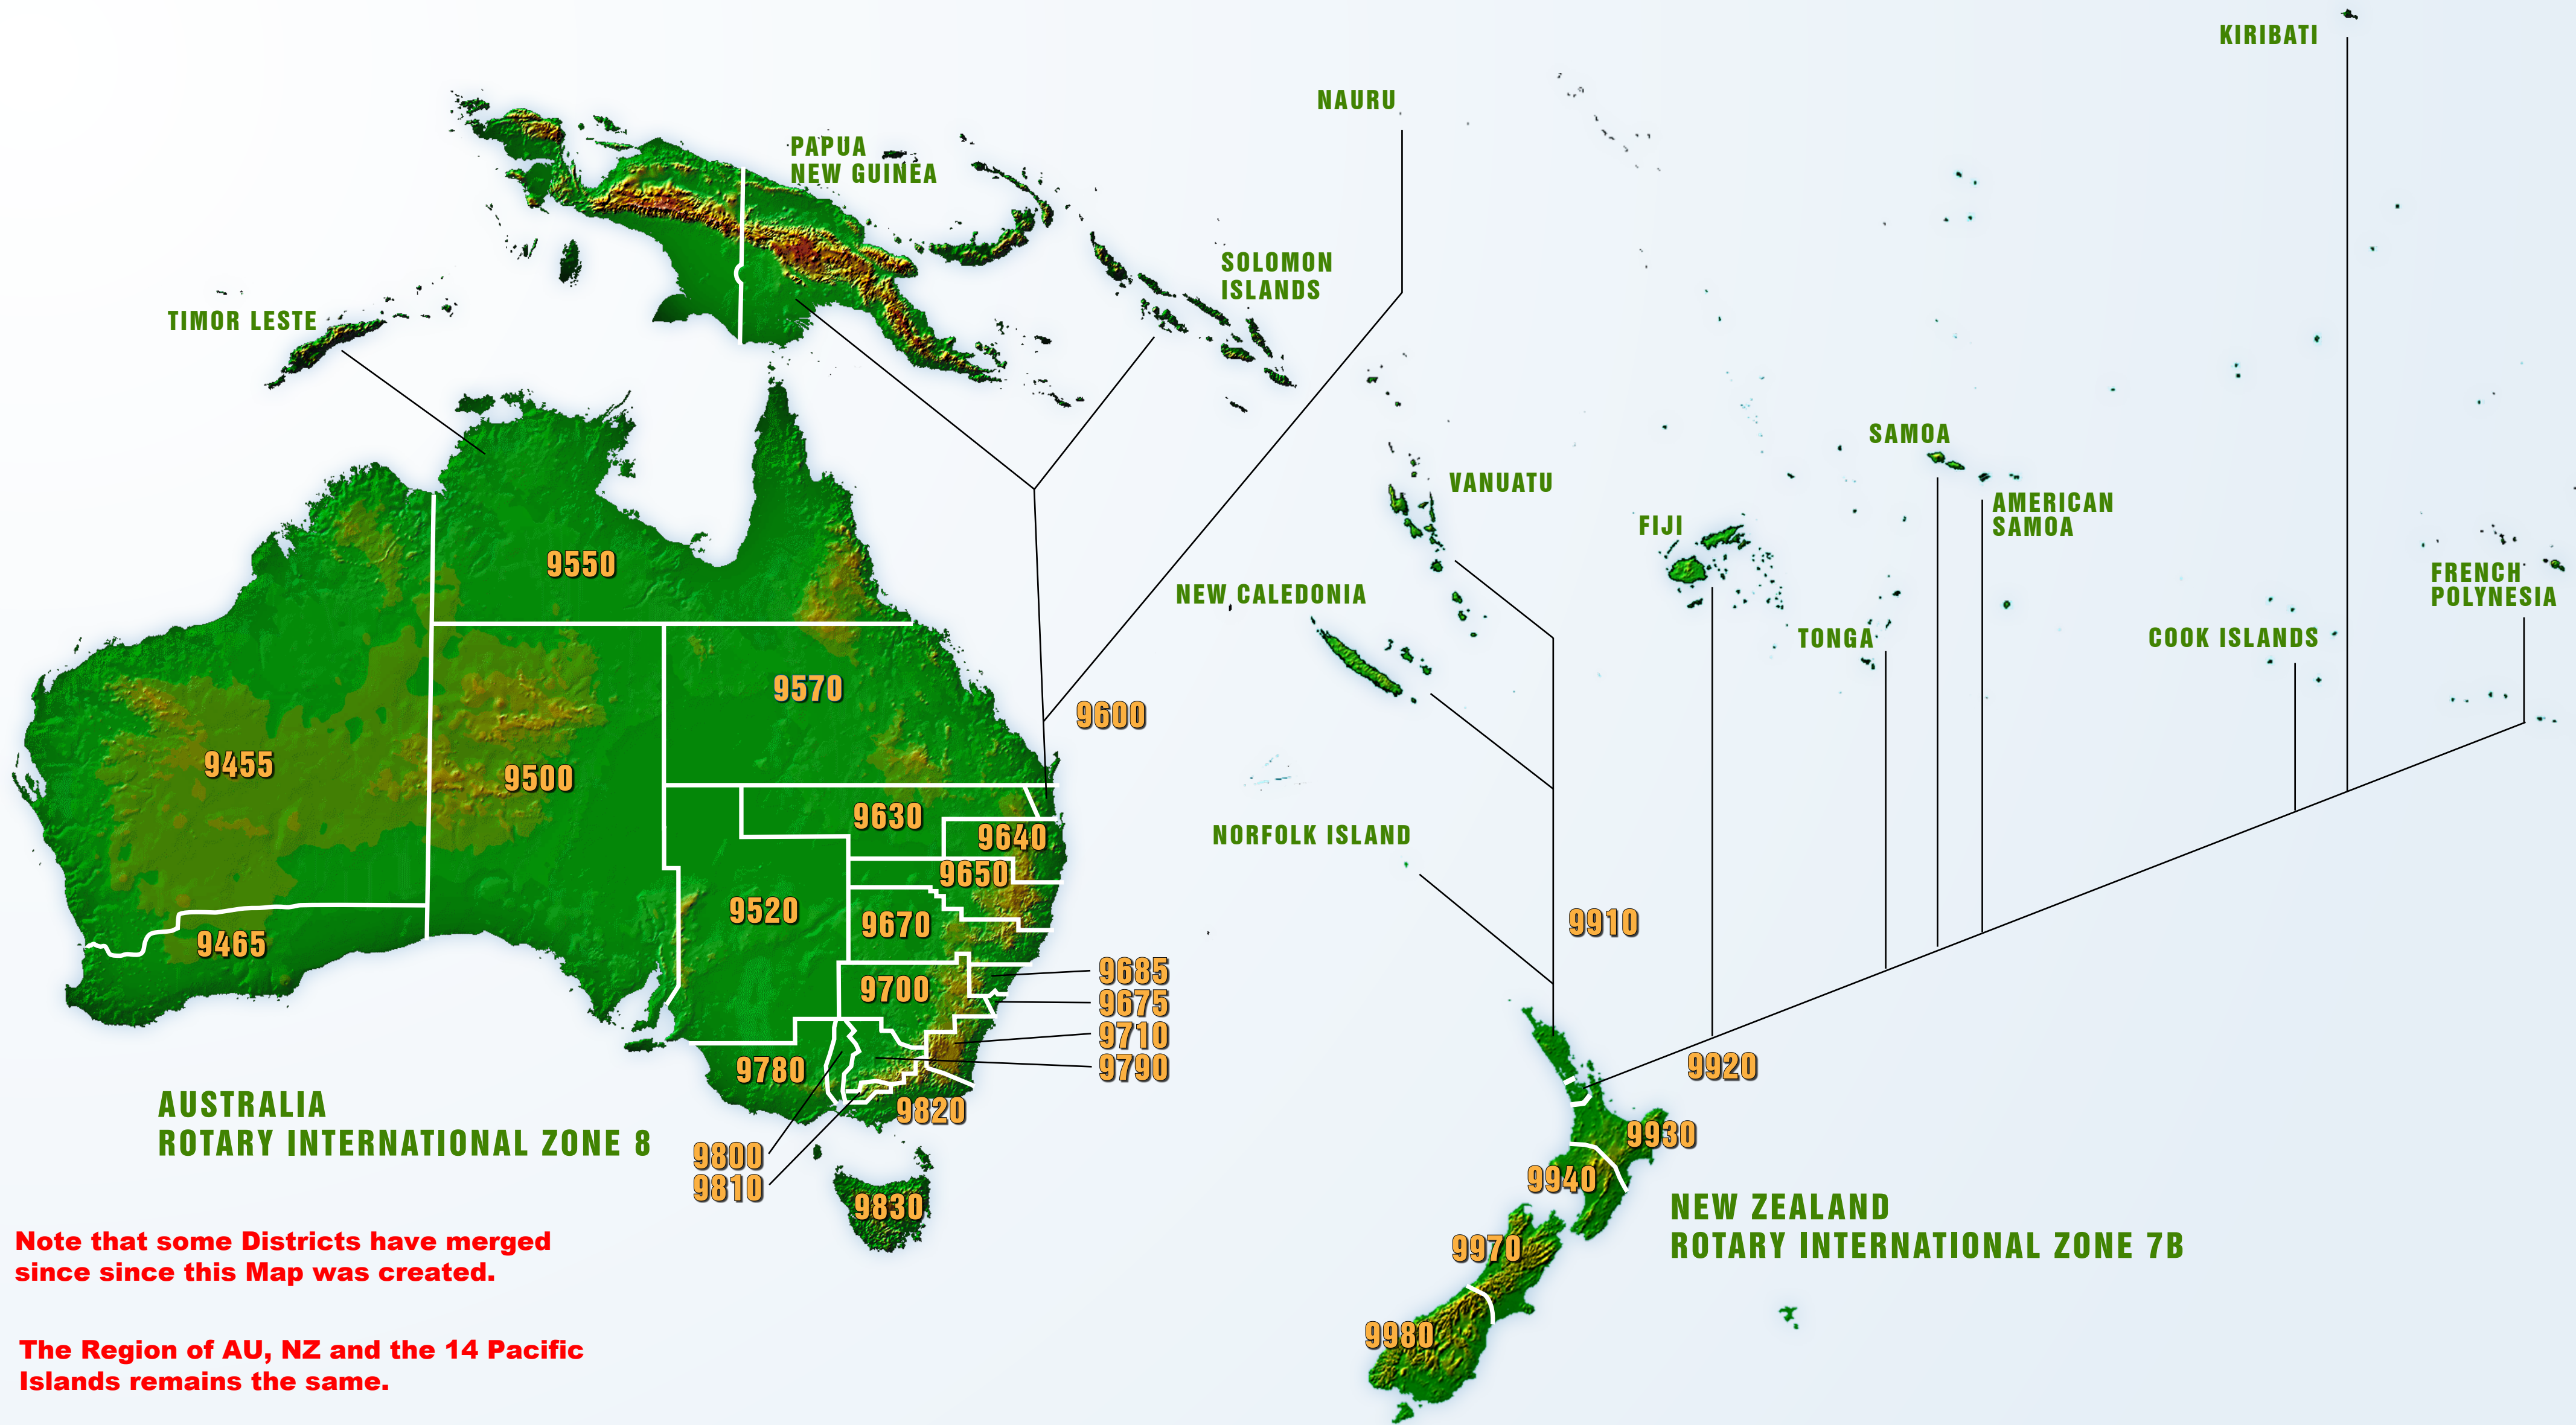 KIRIBATI
NAURU
PAPUA
NEW GUINEA
SOLOMON
ISLANDS
TIMOR LESTE
SAMOA
VANUATU
AMERICAN
SAMOA
FIJI
9550
FRENCH
POLYNESIA
NEW CALEDONIA
TONGA
COOK ISLANDS
9570
9600
9455
9500
9630
9640
NORFOLK ISLAND
9650
9520
9670
9910
9465
9685
9700
9675
9710
9790
9780
9920
AUSTRALIA
ROTARY INTERNATIONAL ZONE 8
9820
9930
9800
9810
9940
9830
NEW ZEALAND
ROTARY INTERNATIONAL ZONE 7B
9970
9980
Note that some Districts have merged
since since this Map was created.
The Region of AU, NZ and the 14 Pacific
Islands remains the same.